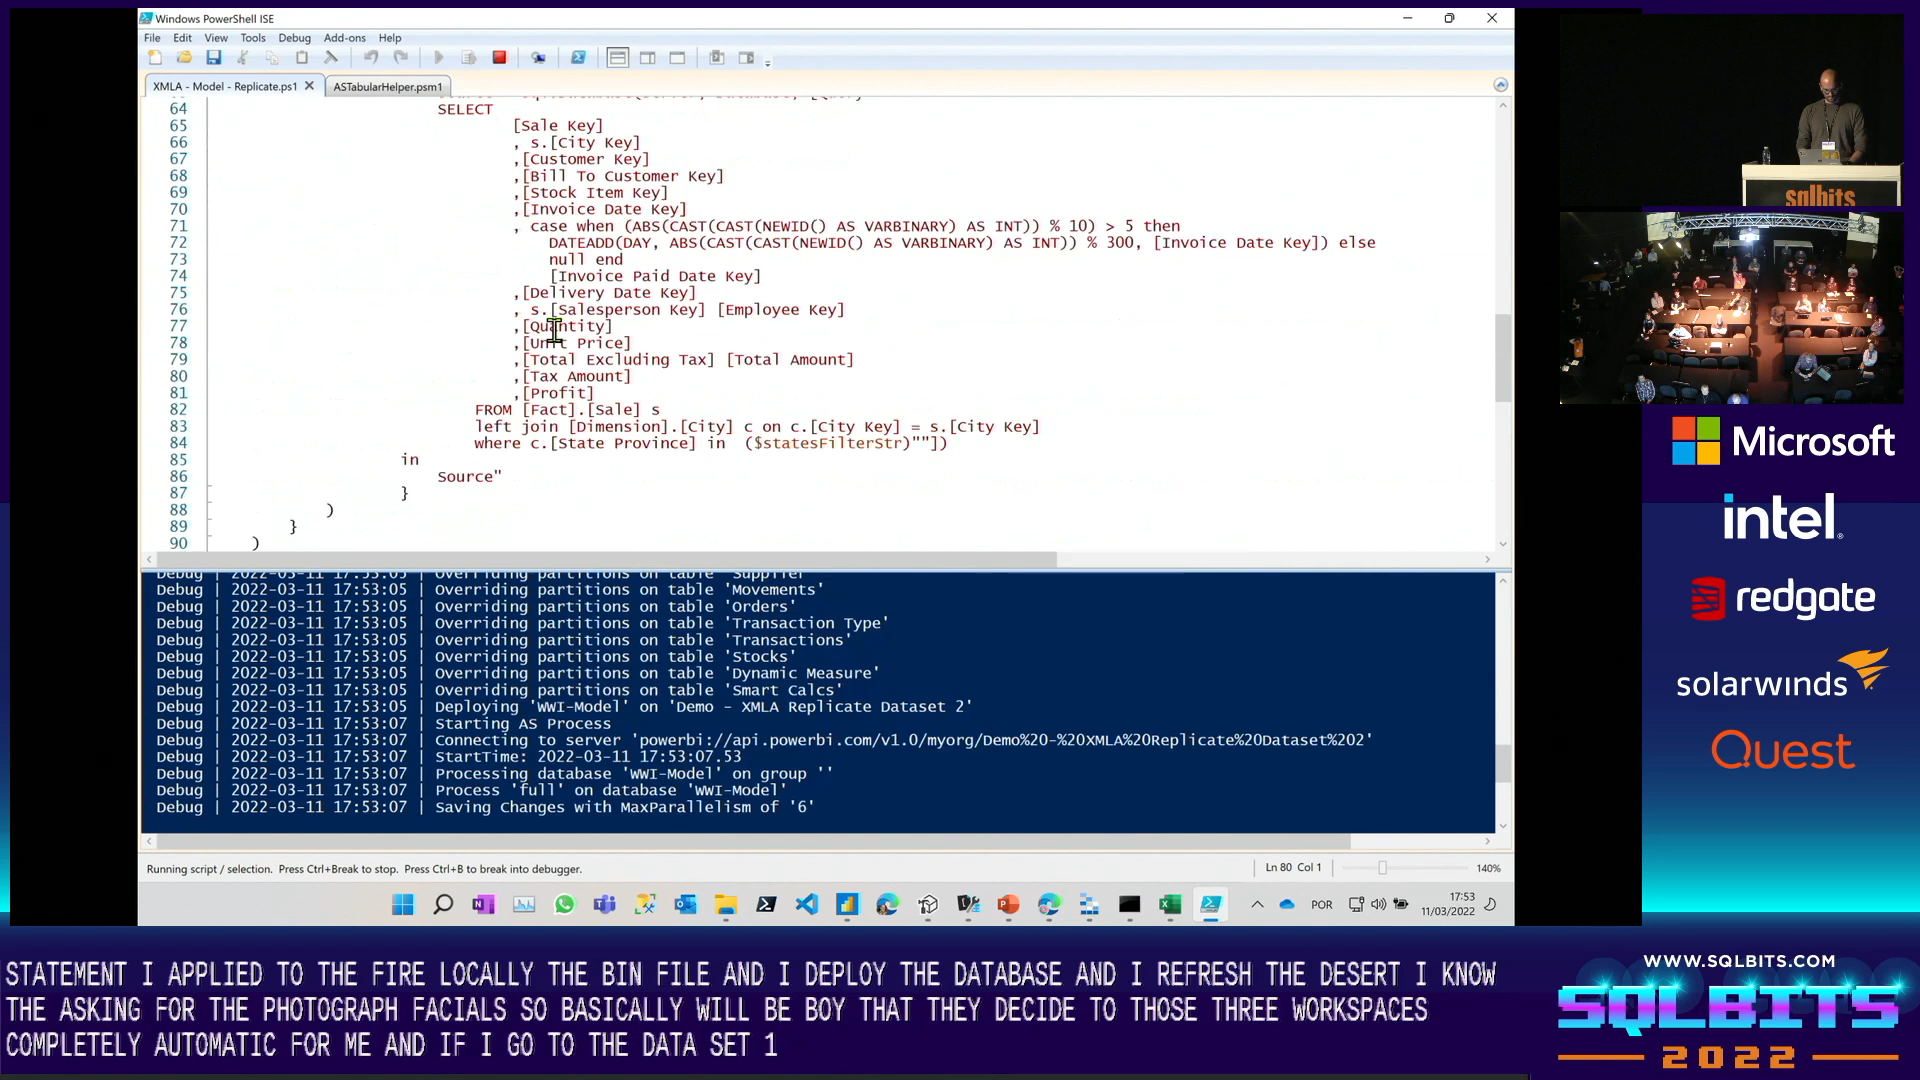 Windows PowerShell ISE
File Edit View Tools Debug Add-ons Help
XMLA - Model - Replicate.ps1
ASTabularHelper.psm1
64 SELECT
65 [Sale Key]
66 , s.[City Key]
67 ,[Customer Key]
68 ,[Bill To Customer Key]
69 ,[Stock Item Key]
70 ,[Invoice Date Key]
71 , case when (ABS(CAST(CAST(NEWID() AS VARBINARY) AS INT)) % 10) > 5 then
72 DATEADD(DAY, ABS(CAST(CAST(NEWID() AS VARBINARY) AS INT)) % 300, [Invoice Date Key]) else
73 null end
74 [Invoice Paid Date Key]
75 ,[Delivery Date Key]
76 , s.[Salesperson Key] [Employee Key]
77 ,[Quantity]
78 ,[Unit Price]
79 ,[Total Excluding Tax] [Total Amount]
80 ,[Tax Amount]
81 ,[Profit]
82 FROM [Fact].[Sale] s
83 left join [Dimension].[City] c on c.[City Key] = s.[City Key]
84 where c.[State Province] in ($statesFilterStr)""])
85 in
86 Source"
87 }
88 )
89 }
90 )
Debug | 2022-03-11 17:53:05 | Overriding partitions on table 'Supplier'
Debug | 2022-03-11 17:53:05 | Overriding partitions on table 'Movements'
Debug | 2022-03-11 17:53:05 | Overriding partitions on table 'Orders'
Debug | 2022-03-11 17:53:05 | Overriding partitions on table 'Transaction Type'
Debug | 2022-03-11 17:53:05 | Overriding partitions on table 'Transactions'
Debug | 2022-03-11 17:53:05 | Overriding partitions on table 'Stocks'
Debug | 2022-03-11 17:53:05 | Overriding partitions on table 'Dynamic Measure'
Debug | 2022-03-11 17:53:05 | Overriding partitions on table 'Smart Calcs'
Debug | 2022-03-11 17:53:05 | Deploying 'WWI-Model' on 'Demo - XMLA Replicate Dataset 2'
Debug | 2022-03-11 17:53:07 | Starting AS Process
Debug | 2022-03-11 17:53:07 | Connecting to server 'powerbi://api.powerbi.com/v1.0/myorg/Demo%20-%20XMLA%20Replicate%20Dataset%202'
Debug | 2022-03-11 17:53:07 | StartTime: 2022-03-11 17:53:07.53
Debug | 2022-03-11 17:53:07 | Processing database 'WWI-Model' on group ''
Debug | 2022-03-11 17:53:07 | Process 'full' on database 'WWI-Model'
Debug | 2022-03-11 17:53:07 | Saving Changes with MaxParallelism of '6'
Running script / selection. Press Ctrl+Break to stop. Press Ctrl+B to break into debugger.
Ln 80 Col 1
140%
POR
17:53
11/03/2022
sqlbits
Microsoft
intel.
redgate
solarwinds
Quest
WWW.SQLBITS.COM
SQLBITS
2022
STATEMENT I APPLIED TO THE FIRE LOCALLY THE BIN FILE AND I DEPLOY THE DATABASE AND I REFRESH THE DESERT I KNOW
THE ASKING FOR THE PHOTOGRAPH FACIALS SO BASICALLY WILL BE BOY THAT THEY DECIDE TO THOSE THREE WORKSPACES
COMPLETELY AUTOMATIC FOR ME AND IF I GO TO THE DATA SET 1